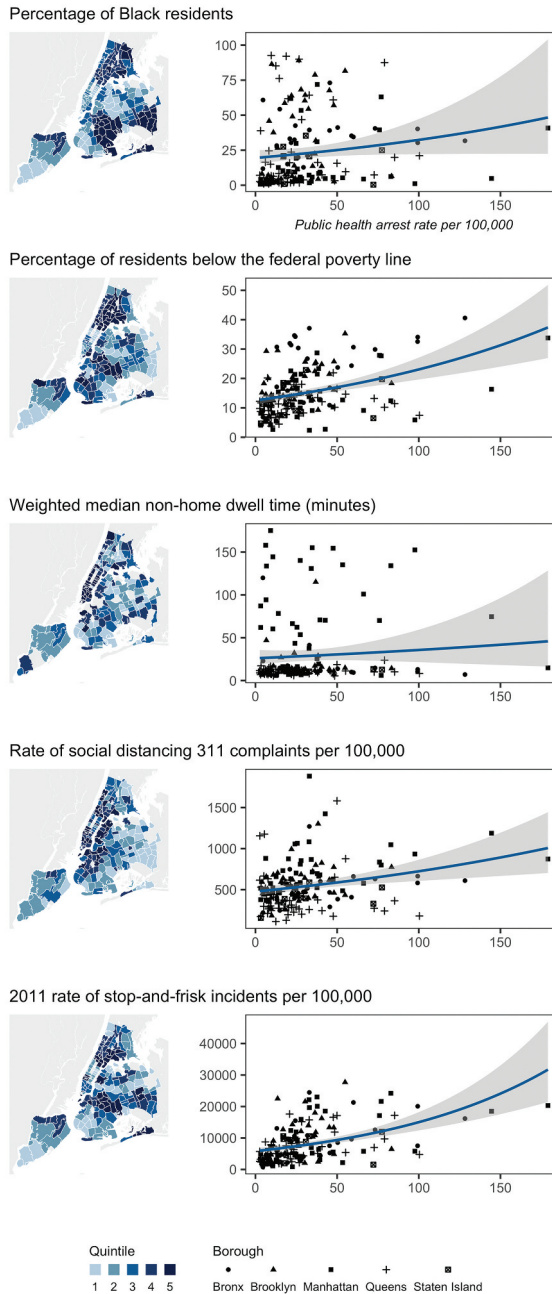 Percentage of Black residents
100
75
50
25
0
0 50 100 150
Public health arrest rate per 100,000
Percentage of residents below the federal poverty line
50
40
30
20
10
0
0 50 100 150
Weighted median non-home dwell time (minutes)
150
100
50
0
0 50 100 150
Rate of social distancing 311 complaints per 100,000
1500
1000
500
0 50 100 150
2011 rate of stop-and-frisk incidents per 100,000
40000
30000
20000
10000
0
0 50 100 150
Quintile Borough
1 2 3 4 5 Bronx Brooklyn Manhattan Queens Staten Island